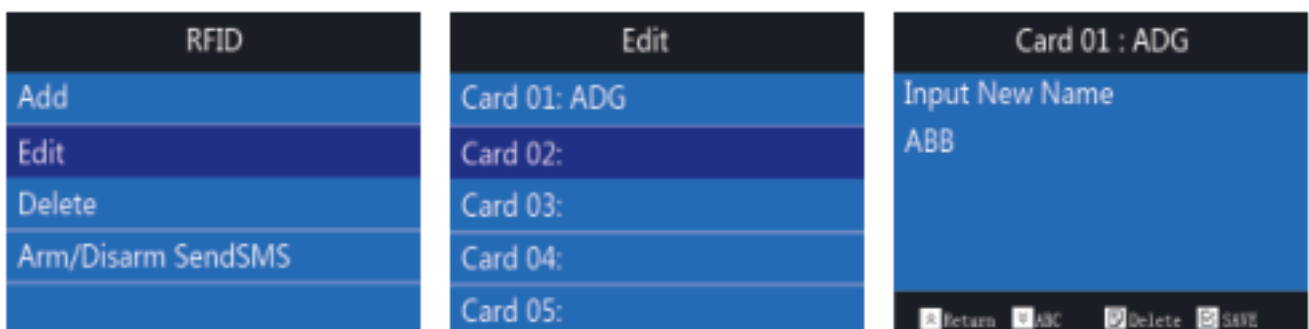 RFID
Add
Edit
Delete
Arm/Disarm SendSMS
Edit
Card 01: ADG
Card 02:
Card 03:
Card 04:
Card 05:
Card 01 : ADG
Input New Name
ABB
Return ABC Delete SAVE